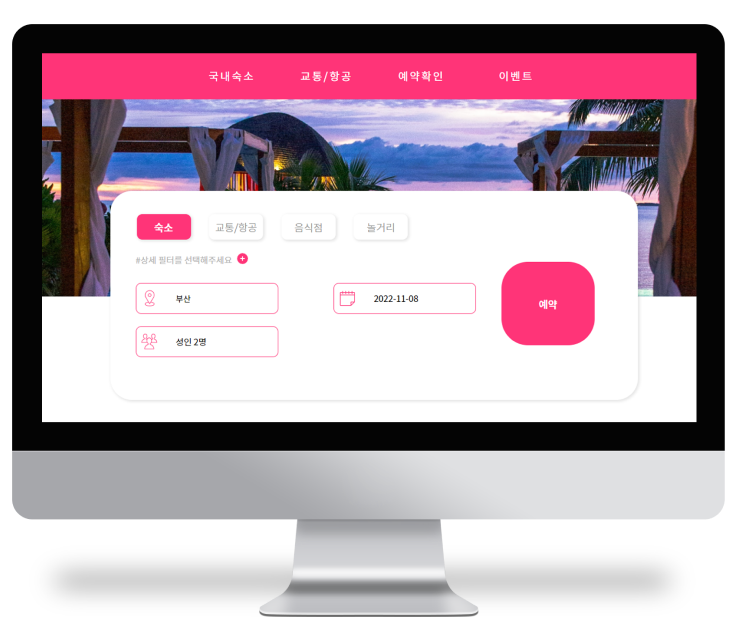 국내숙소 교통/항공 예약확인 이벤트
숙소 교통/항공 음식점 놀거리
#상세 필터를 선택해주세요
부산 2022-11-08
예약
성인 2명